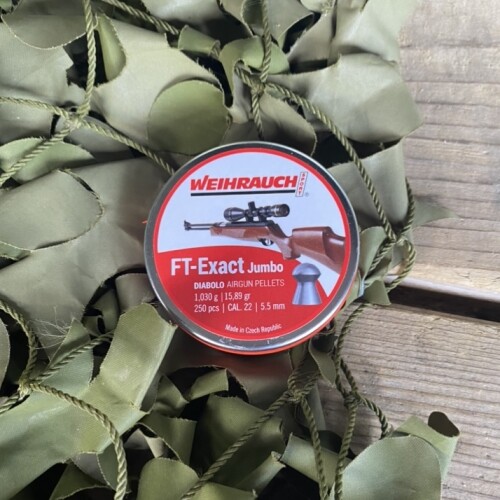 WEIHRAUCH SPORT ®
FT-Exact Jumbo
DIABOLO AIRGUN PELLETS
1,030 g | 15,89 gr
250 pcs | CAL. 22 | 5.5 mm
Made in Czech Republic.